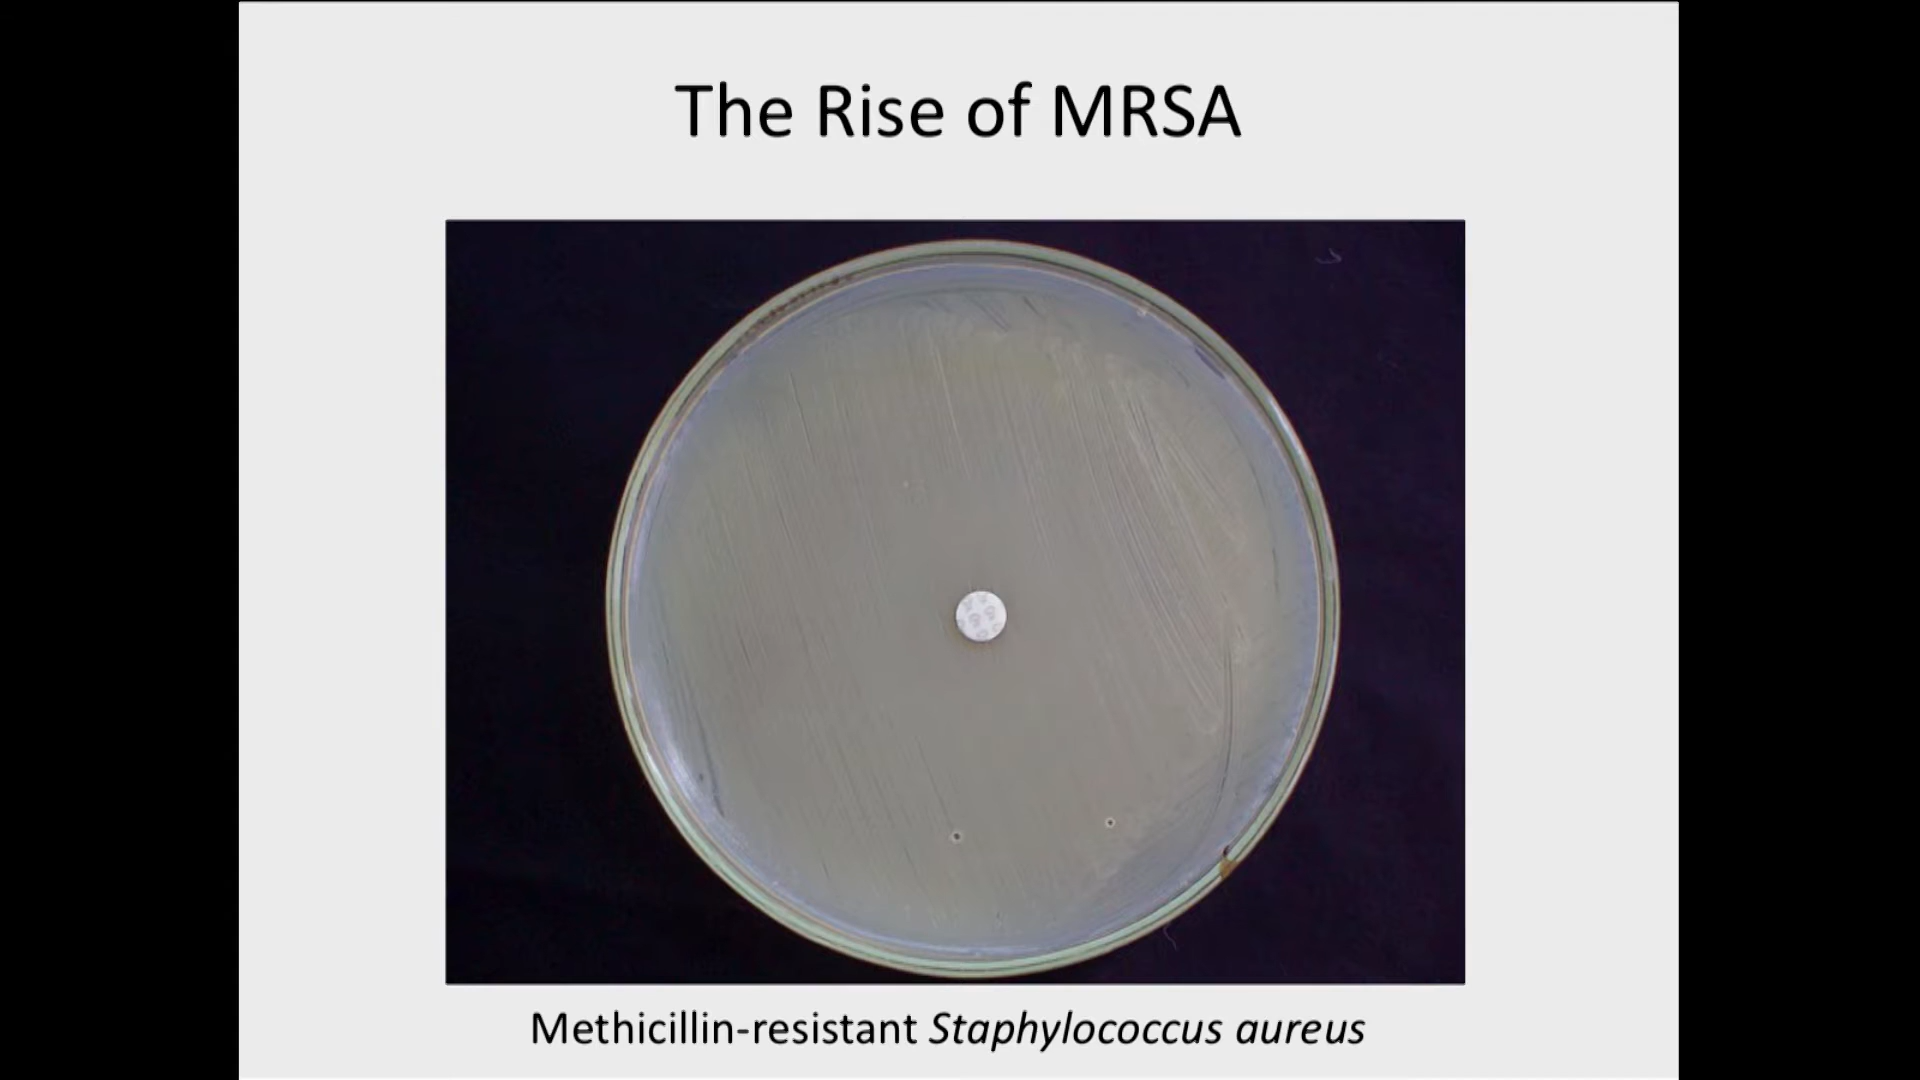 The Rise of MRSA
Methicillin-resistant Staphylococcus aureus